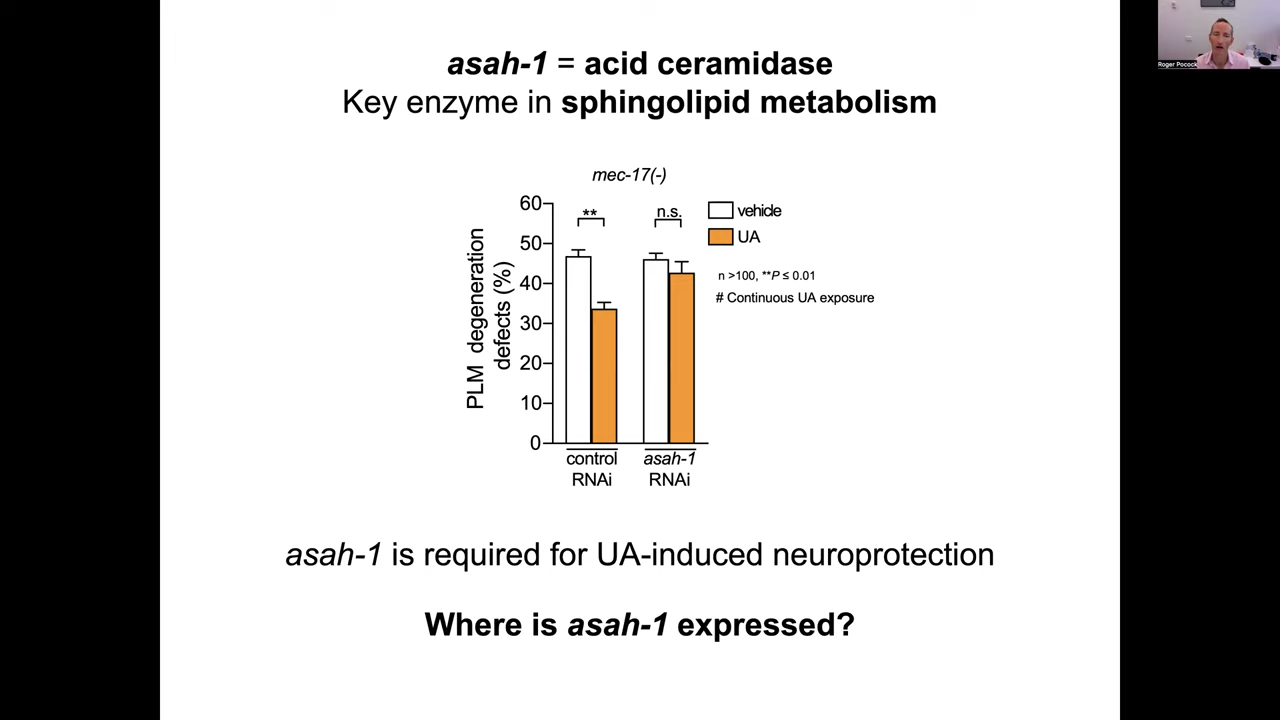 asah-1 = acid ceramidase
Key enzyme in sphingolipid metabolism
Roger Pocock
mec-17(-)
60
50
40
30
20
10
0
PLM degeneration
defects (%)
**
n.s.
vehicle
UA
n >100, **P ≤ 0.01
# Continuous UA exposure
control
RNAi
asah-1
RNAi
asah-1 is required for UA-induced neuroprotection
Where is asah-1 expressed?